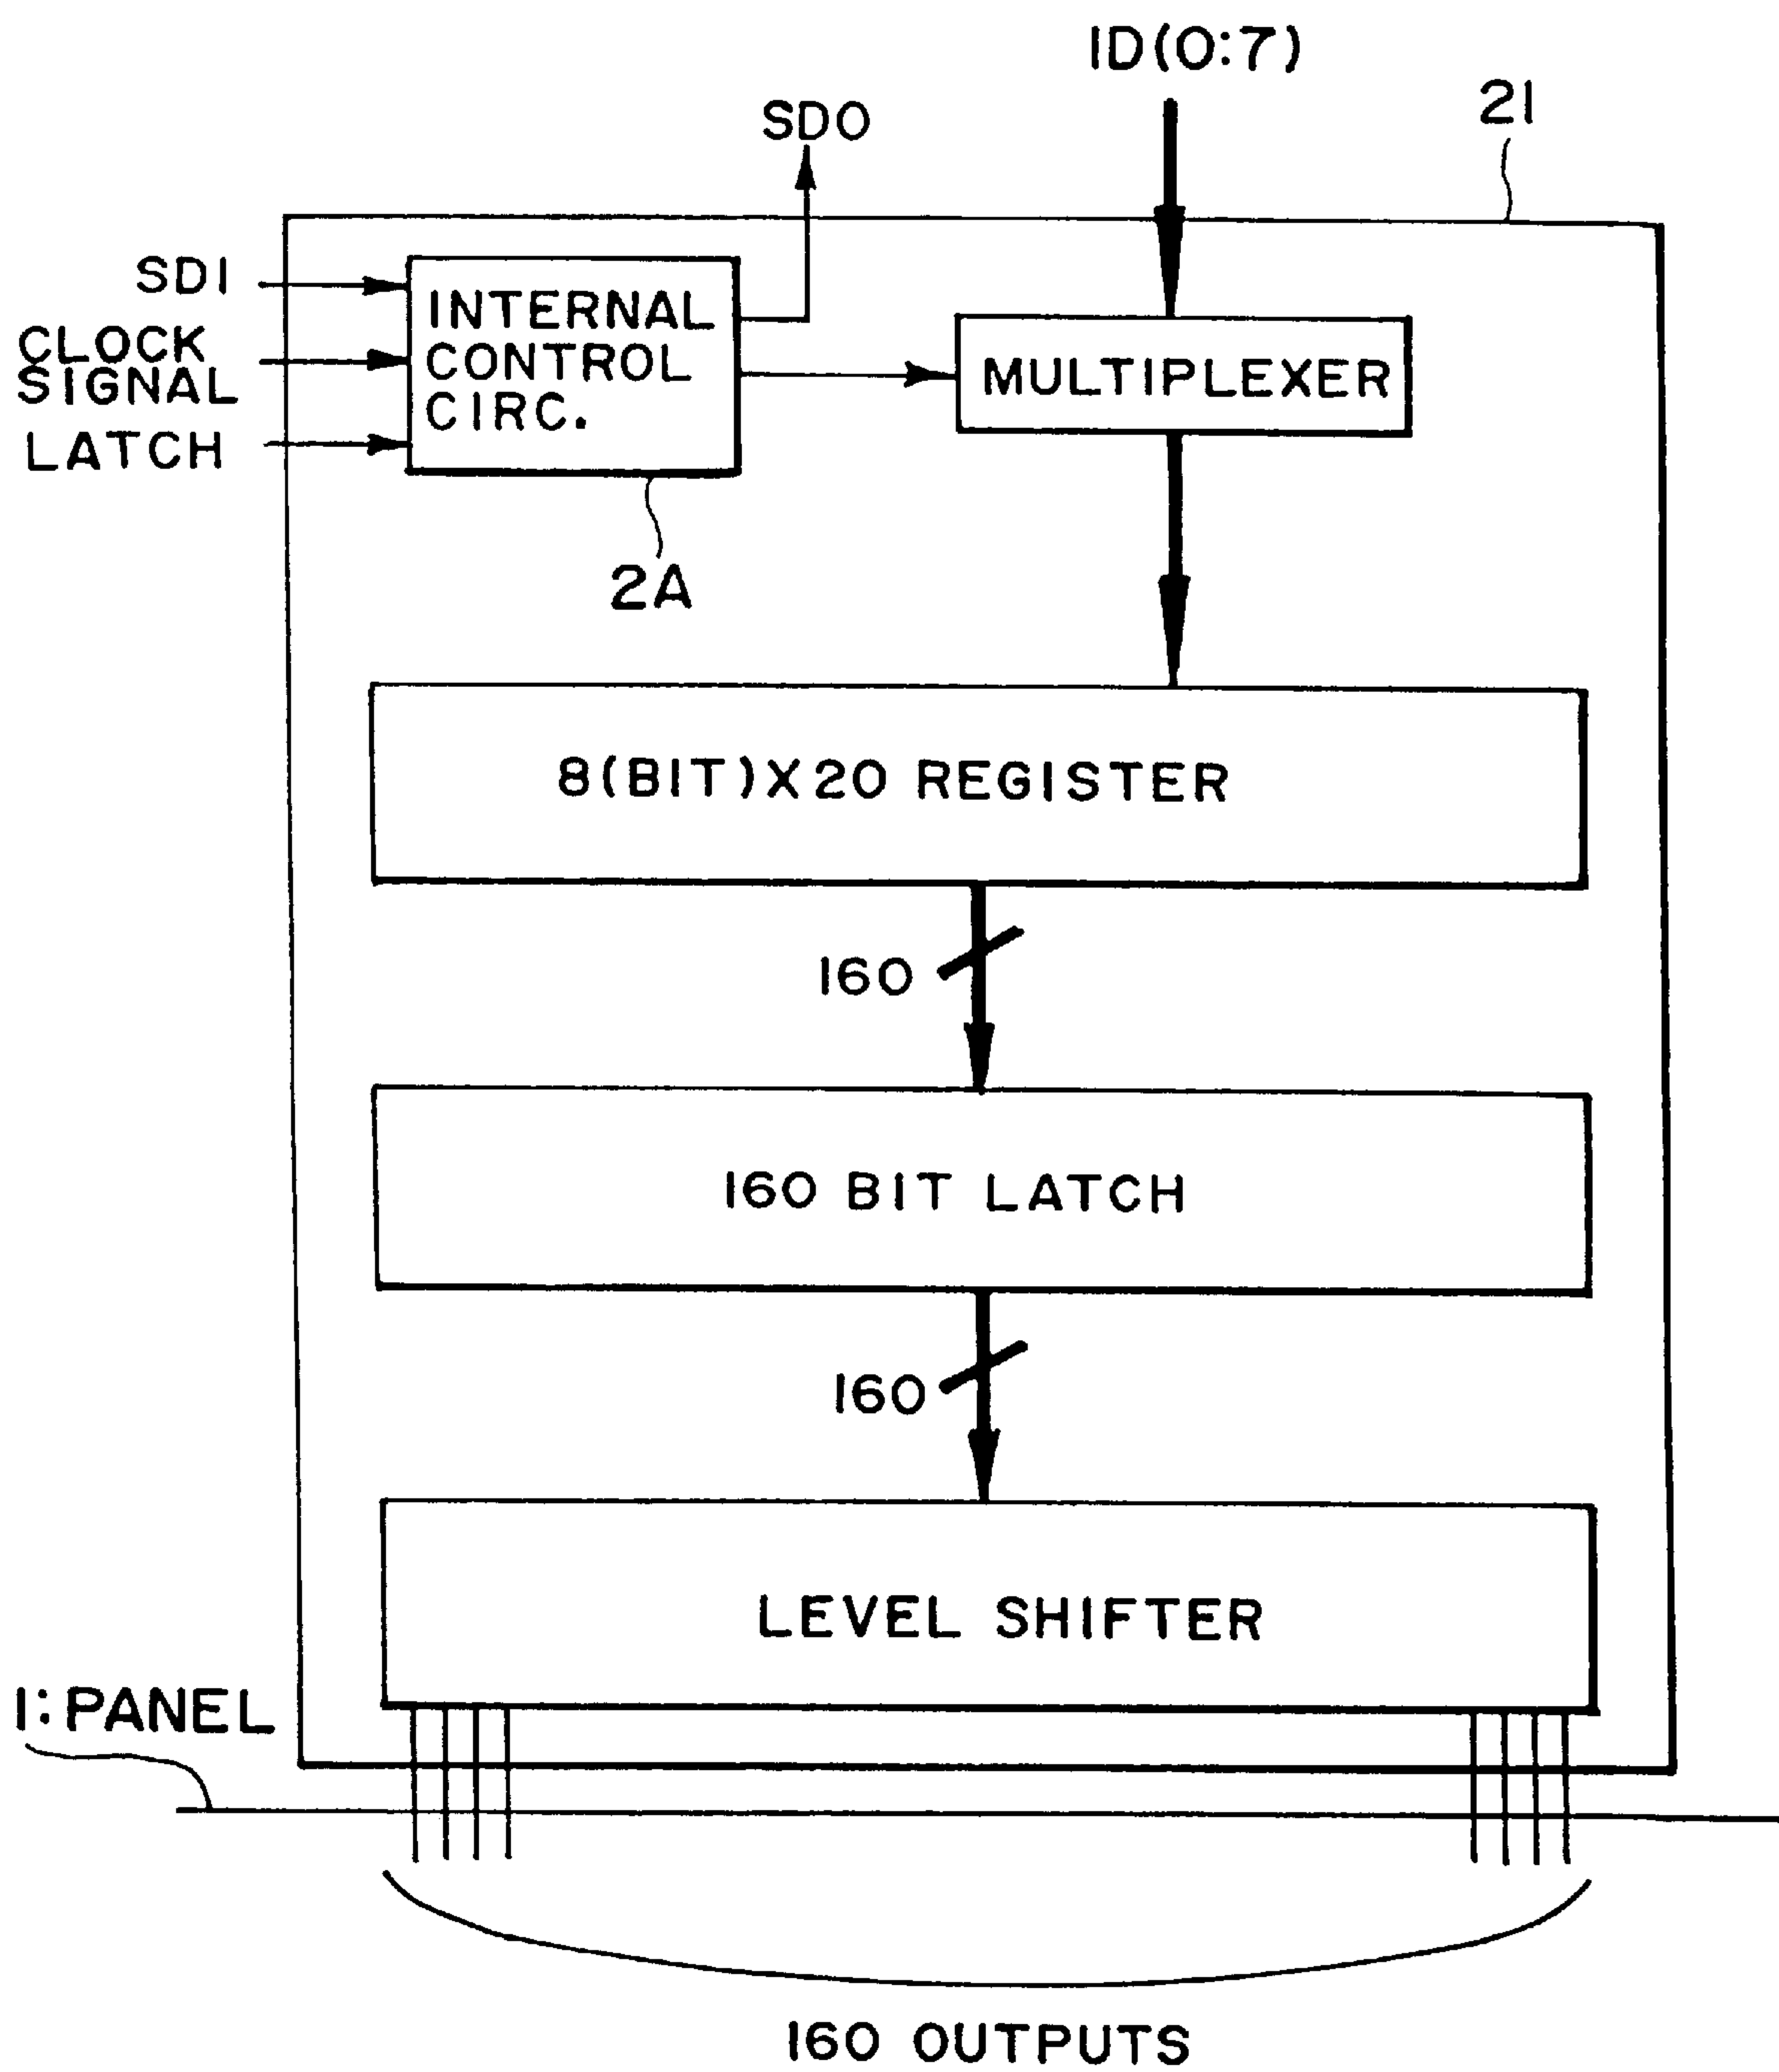 ID(0:7)
SDO
21
SDI
CLOCK
SIGNAL
LATCH
INTERNAL
CONTROL
CIRC.
MULTIPLEXER
2A
8(BIT)X20 REGISTER
160
160 BIT LATCH
160
LEVEL SHIFTER
1:PANEL
160 OUTPUTS